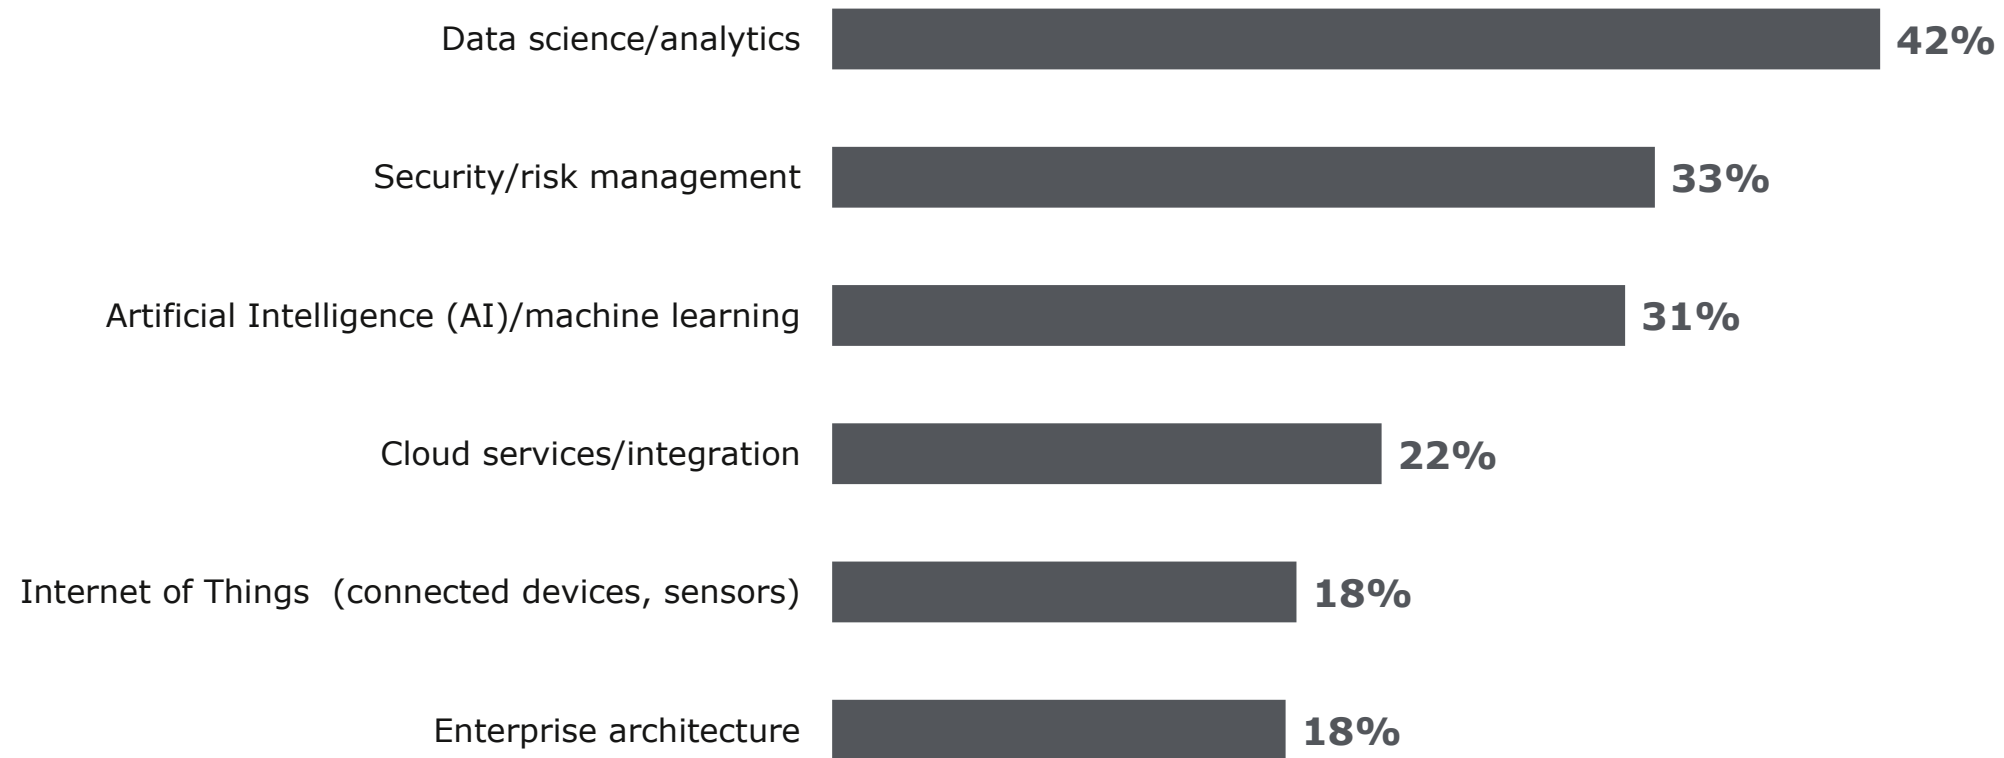 Data science/analytics 42%
Security/risk management 33%
Artificial Intelligence (AI)/machine learning 31%
Cloud services/integration 22%
Internet of Things  (connected devices, sensors) 18%
Enterprise architecture 18%